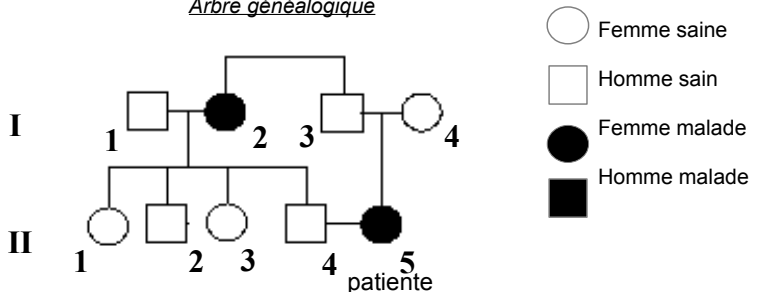 Arbre généalogique
Femme saine
Homme sain
Femme malade
Homme malade
I
1
2
3
4
II
1
2
3
4
5
patiente